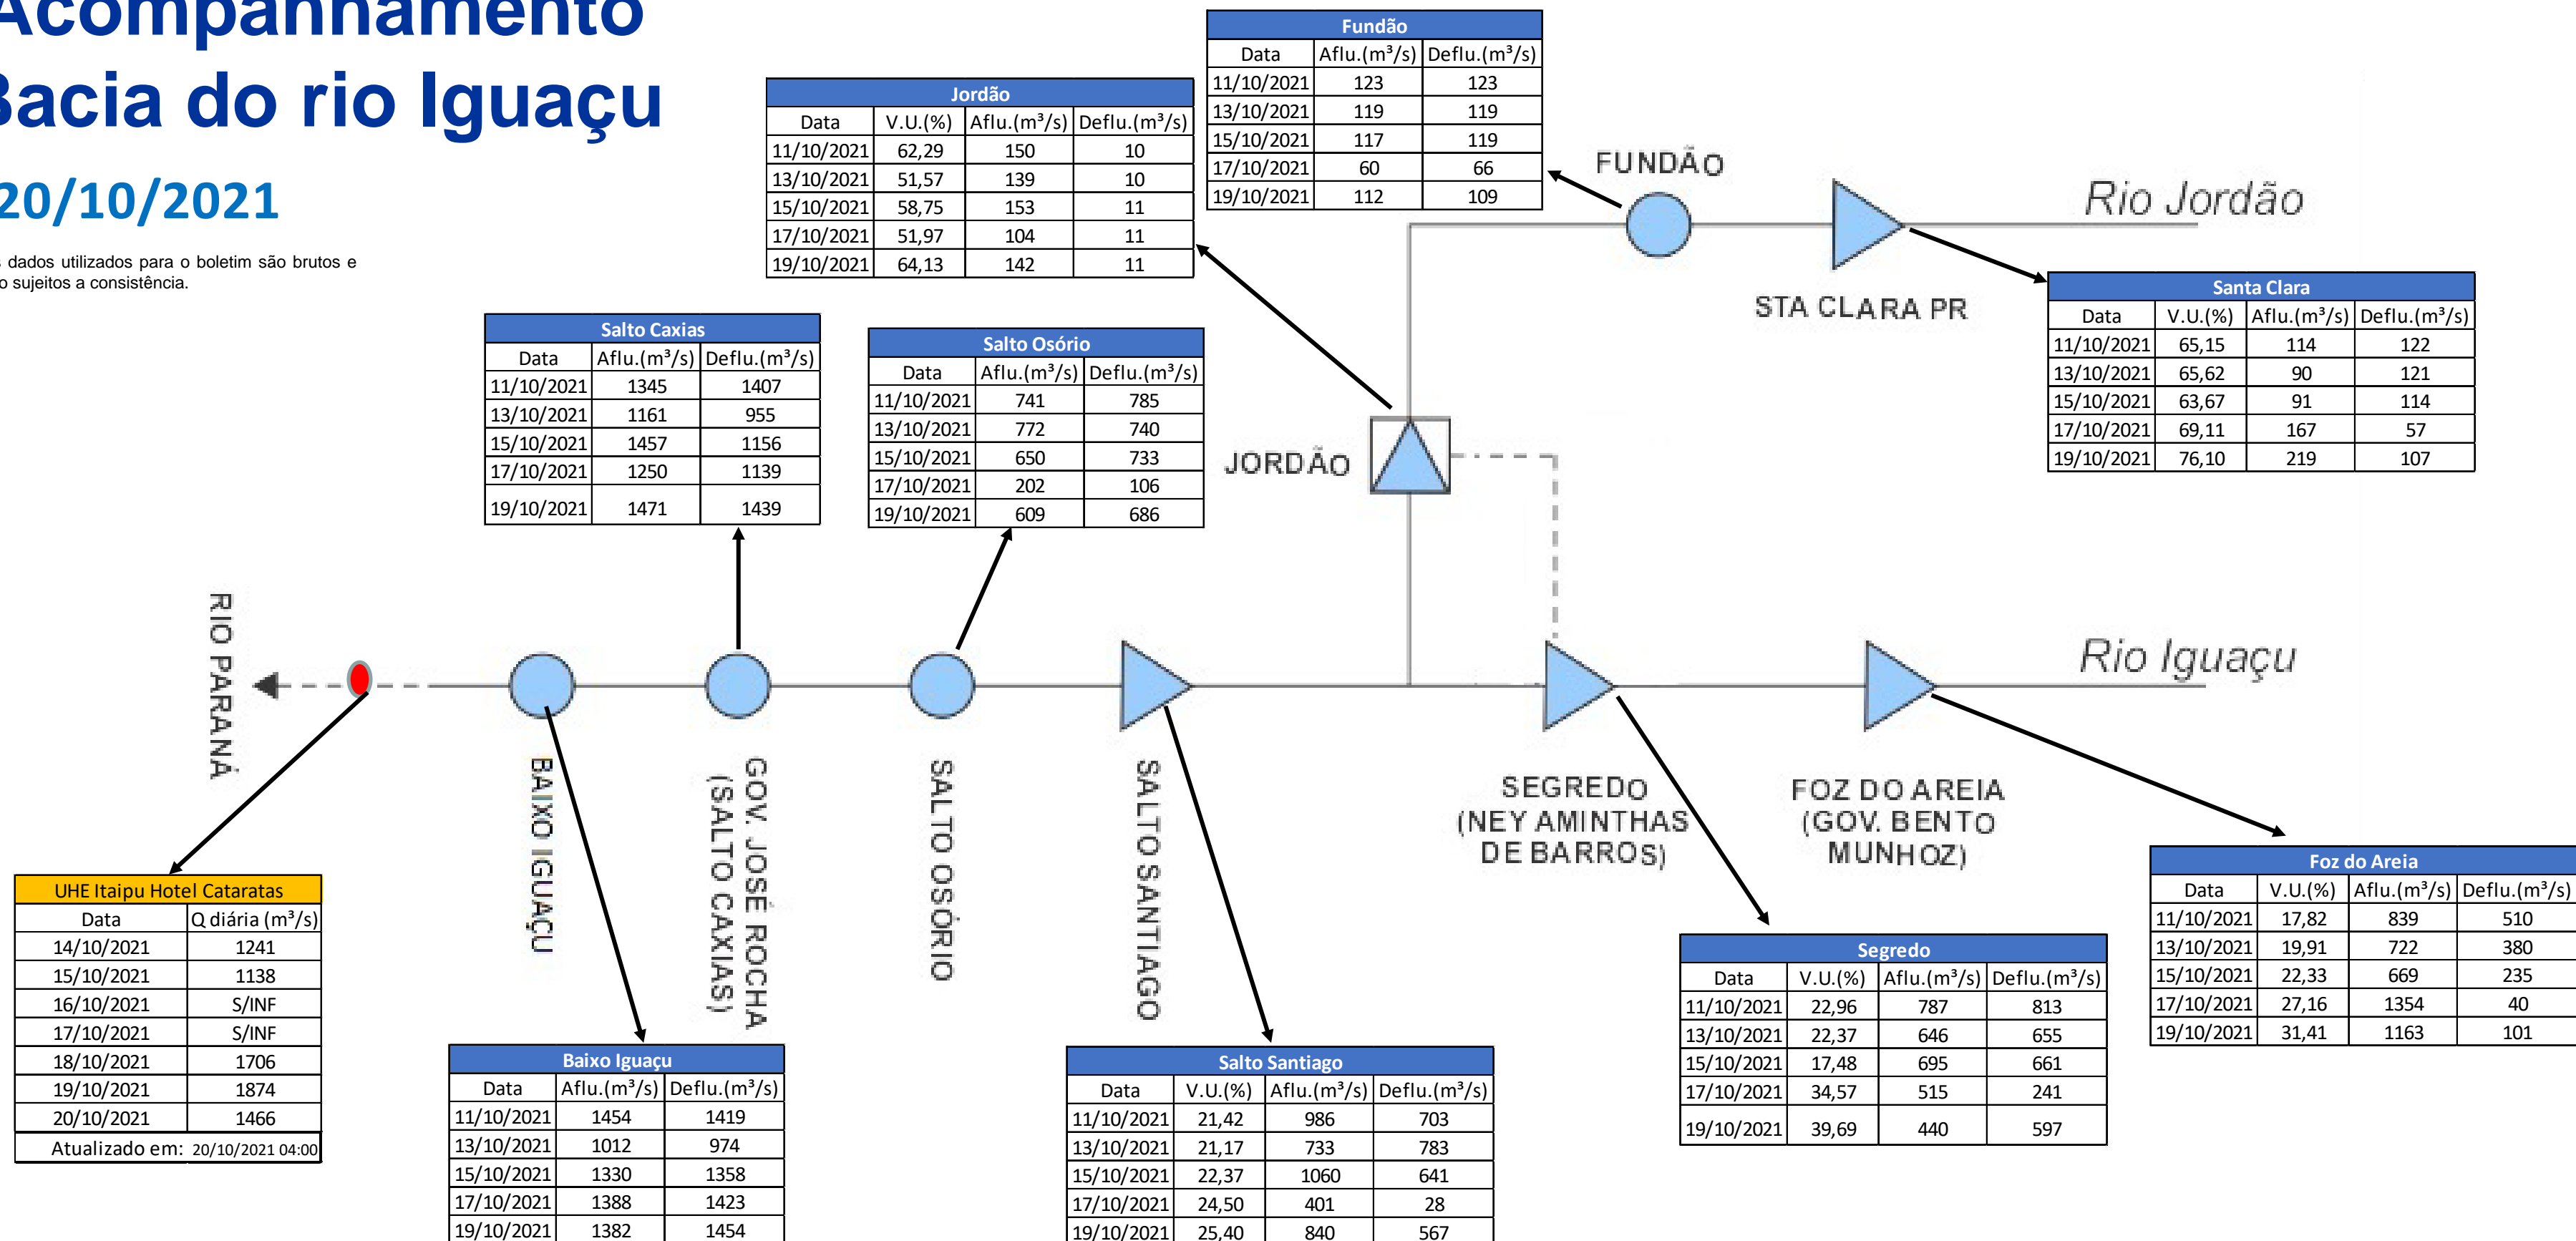 Acompanhamento
Bacia do rio Iguaçu
20/10/2021
dados utilizados para o boletim são brutos e
sujeitos a consistência.
Fundão
Data Aflu.(m³/s) Deflu.(m³/s)
11/10/2021 123 123
13/10/2021 119 119
15/10/2021 117 119
17/10/2021 60 66
19/10/2021 112 109
Jordão
Data V.U.(%) Aflu.(m³/s) Deflu.(m³/s)
11/10/2021 62,29 150 10
13/10/2021 51,57 139 10
15/10/2021 58,75 153 11
17/10/2021 51,97 104 11
19/10/2021 64,13 142 11
FUNDÃO
Rio Jordão
STA CLARA PR
Santa Clara
Data V.U.(%) Aflu.(m³/s) Deflu.(m³/s)
11/10/2021 65,15 114 122
13/10/2021 65,62 90 121
15/10/2021 63,67 91 114
17/10/2021 69,11 167 57
19/10/2021 76,10 219 107
Salto Caxias
Data Aflu.(m³/s) Deflu.(m³/s)
11/10/2021 1345 1407
13/10/2021 1161 955
15/10/2021 1457 1156
17/10/2021 1250 1139
19/10/2021 1471 1439
Salto Osório
Data Aflu.(m³/s) Deflu.(m³/s)
11/10/2021 741 785
13/10/2021 772 740
15/10/2021 650 733
17/10/2021 202 106
19/10/2021 609 686
JORDÃO
RIO PARANÁ
Rio Iguaçu
BAIXO IGUAÇU
GOV. JOSÉ ROCHA
(SALTO CAXIAS)
SALTO OSÓRIO
SALTO SANTIAGO
SEGREDO
(NEY AMINTHAS
DE BARROS)
FOZ DO AREIA
(GOV. BENTO
MUNHOZ)
UHE Itaipu Hotel Cataratas
Data Q diária (m³/s)
14/10/2021 1241
15/10/2021 1138
16/10/2021 S/INF
17/10/2021 S/INF
18/10/2021 1706
19/10/2021 1874
20/10/2021 1466
Atualizado em: 20/10/2021 04:00
Baixo Iguaçu
Data Aflu.(m³/s) Deflu.(m³/s)
11/10/2021 1454 1419
13/10/2021 1012 974
15/10/2021 1330 1358
17/10/2021 1388 1423
19/10/2021 1382 1454
Salto Santiago
Data V.U.(%) Aflu.(m³/s) Deflu.(m³/s)
11/10/2021 21,42 986 703
13/10/2021 21,17 733 783
15/10/2021 22,37 1060 641
17/10/2021 24,50 401 28
19/10/2021 25,40 840 567
Segredo
Data V.U.(%) Aflu.(m³/s) Deflu.(m³/s)
11/10/2021 22,96 787 813
13/10/2021 22,37 646 655
15/10/2021 17,48 695 661
17/10/2021 34,57 515 241
19/10/2021 39,69 440 597
Foz do Areia
Data V.U.(%) Aflu.(m³/s) Deflu.(m³/s)
11/10/2021 17,82 839 510
13/10/2021 19,91 722 380
15/10/2021 22,33 669 235
17/10/2021 27,16 1354 40
19/10/2021 31,41 1163 101